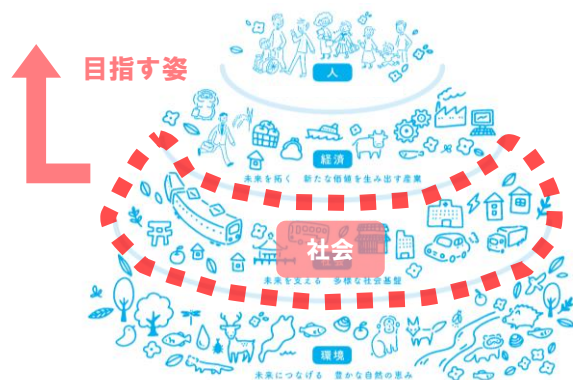 目指す姿
人
経済
未来を拓く 新たな価値を生み出す産業
社会
未来を支える 多様な社会基盤
環境
未来につなげる 豊かな自然の恵み